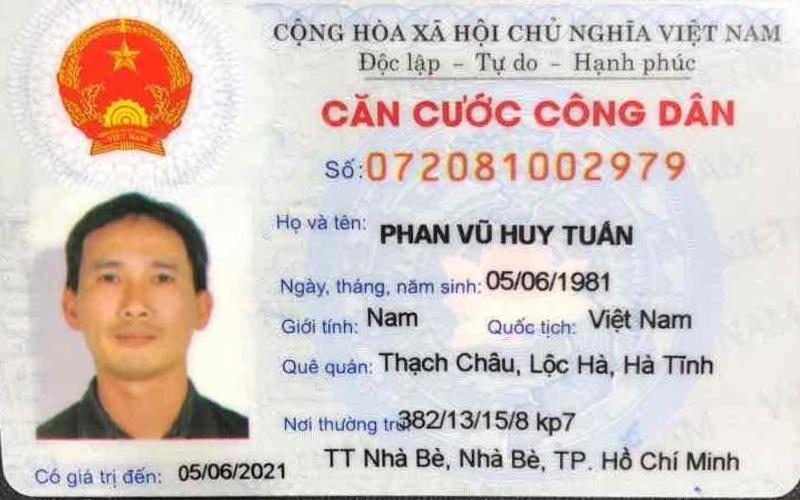 CỘNG HÒA XÃ HỘI CHỦ NGHĨA VIỆT NAM
Độc lập - Tự do - Hạnh phúc
CĂN CƯỚC CÔNG DÂN
Số: 072081002979
Họ và tên: PHAN VŨ HUY TUẤN
Ngày, tháng, năm sinh: 05/06/1981
Giới tính: Nam Quốc tịch: Việt Nam
Quê quán: Thạch Châu, Lộc Hà, Hà Tĩnh
Nơi thường trú: 382/13/15/8 kp7
TT Nhà Bè, Nhà Bè, TP. Hồ Chí Minh
Có giá trị đến: 05/06/2021
VIỆT NAM